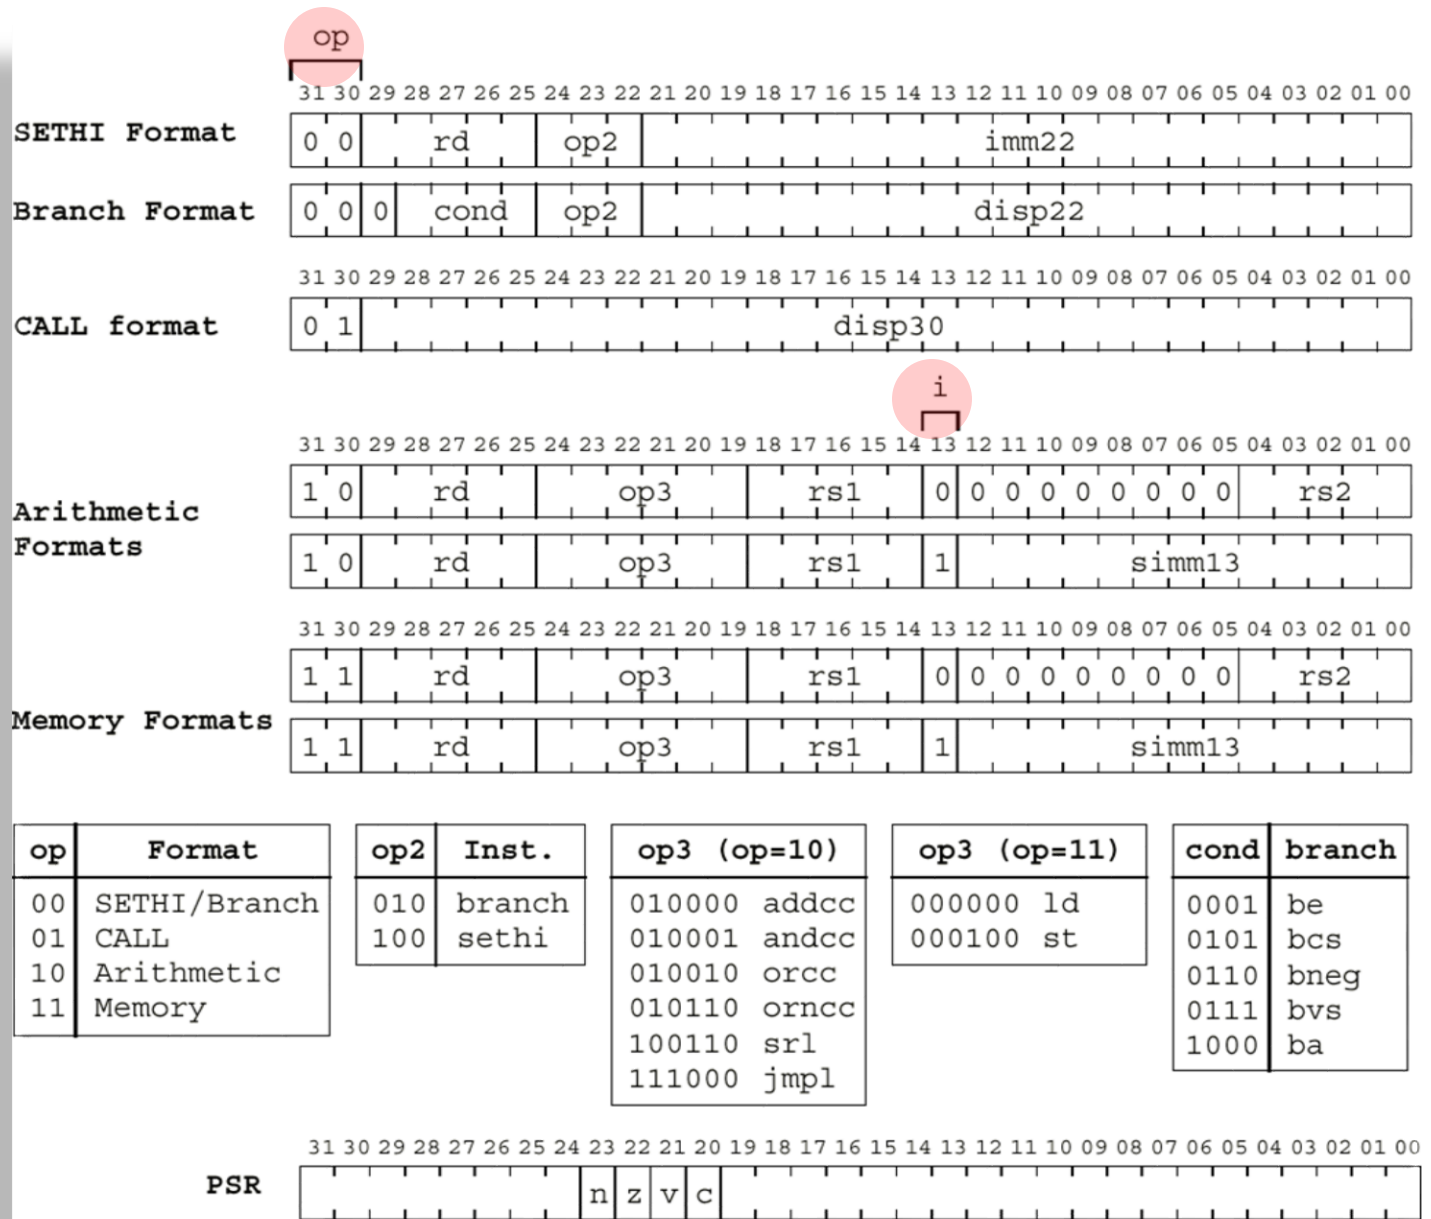 op
31 30 29 28 27 26 25 24 23 22 21 20 19 18 17 16 15 14 13 12 11 10 09 08 07 06 05 04 03 02 01 00
SETHI Format 0 0 rd op2 imm22
Branch Format 0 0 0 cond op2 disp22
31 30 29 28 27 26 25 24 23 22 21 20 19 18 17 16 15 14 13 12 11 10 09 08 07 06 05 04 03 02 01 00
CALL format 0 1 disp30
i
31 30 29 28 27 26 25 24 23 22 21 20 19 18 17 16 15 14 13 12 11 10 09 08 07 06 05 04 03 02 01 00
Arithmetic
Formats
1 0 rd op3 rs1 0 0 0 0 0 0 0 0 0 rs2
1 0 rd op3 rs1 1 simm13
31 30 29 28 27 26 25 24 23 22 21 20 19 18 17 16 15 14 13 12 11 10 09 08 07 06 05 04 03 02 01 00
Memory Formats
1 1 rd op3 rs1 0 0 0 0 0 0 0 0 0 rs2
1 1 rd op3 rs1 1 simm13
op Format
00 SETHI/Branch
01 CALL
10 Arithmetic
11 Memory
op2 Inst.
010 branch
100 sethi
op3 (op=10)
010000 addcc
010001 andcc
010010 orcc
010110 orncc
100110 srl
111000 jmpl
op3 (op=11)
000000 ld
000100 st
cond branch
0001 be
0101 bcs
0110 bneg
0111 bvs
1000 ba
31 30 29 28 27 26 25 24 23 22 21 20 19 18 17 16 15 14 13 12 11 10 09 08 07 06 05 04 03 02 01 00
PSR n z v c